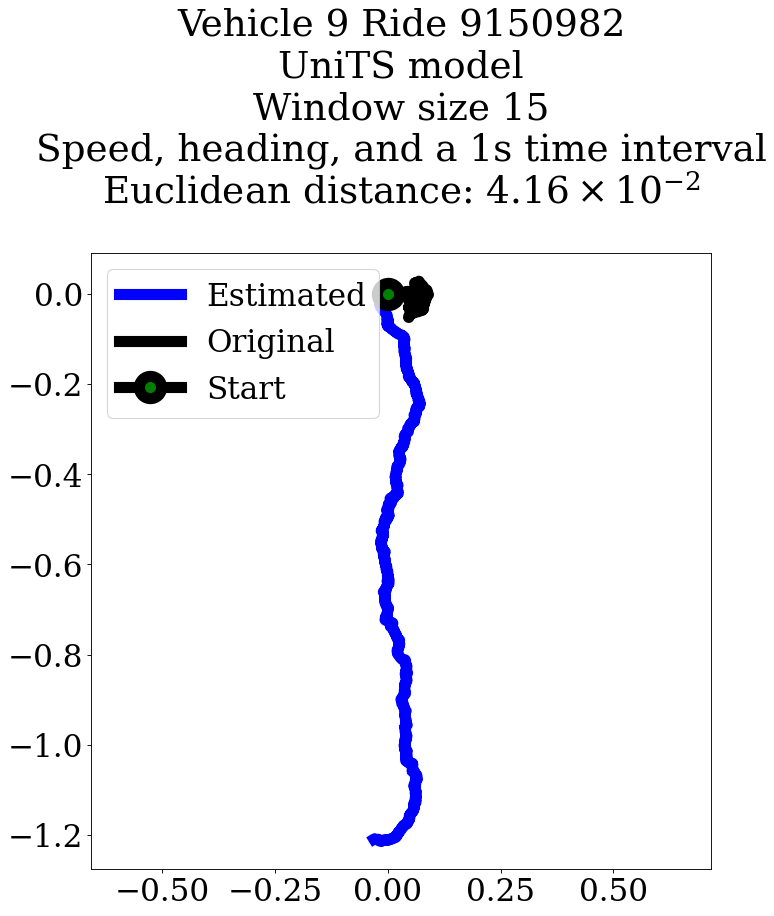 Vehicle 9 Ride 9150982
UniTS model
Window size 15
Speed, heading, and a 1s time interval
Euclidean distance: 4.16 × 10⁻²
Estimated
Original
Start
0.0
−0.2
−0.4
−0.6
−0.8
−1.0
−1.2
−0.50 −0.25 0.00 0.25 0.50